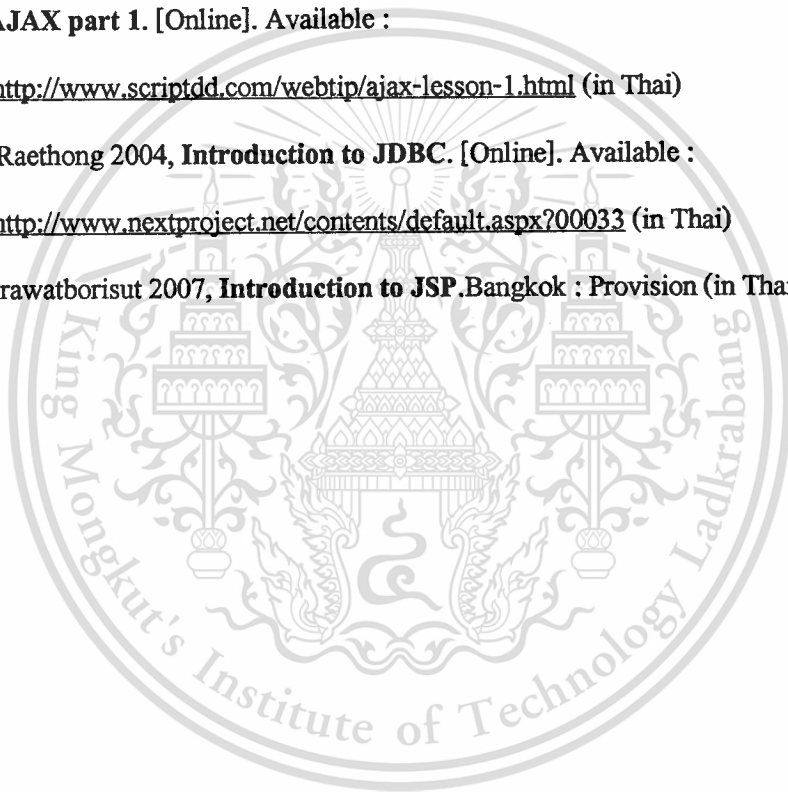 AJAX part 1. [Online]. Available :
http://www.scriptdd.com/webtip/ajax-lesson-1.html (in Thai)
Raethong 2004, Introduction to JDBC. [Online]. Available :
http://www.nextproject.net/contents/default.aspx?00033 (in Thai)
rawatborisut 2007, Introduction to JSP.Bangkok : Provision (in Thai
King Mongkut's Institute of Technology Ladkrabang